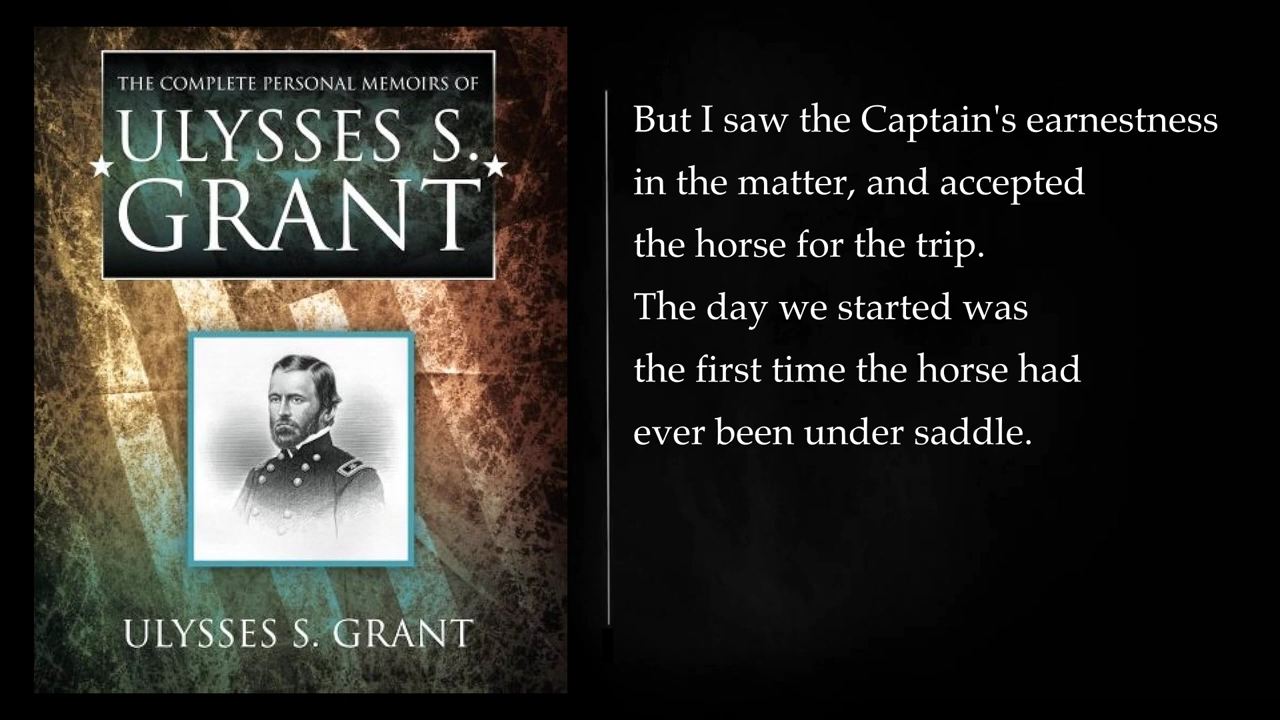 THE COMPLETE PERSONAL MEMOIRS OF
ULYSSES S.
GRANT
ULYSSES S. GRANT
But I saw the Captain's earnestness
in the matter, and accepted
the horse for the trip.
The day we started was
the first time the horse had
ever been under saddle.